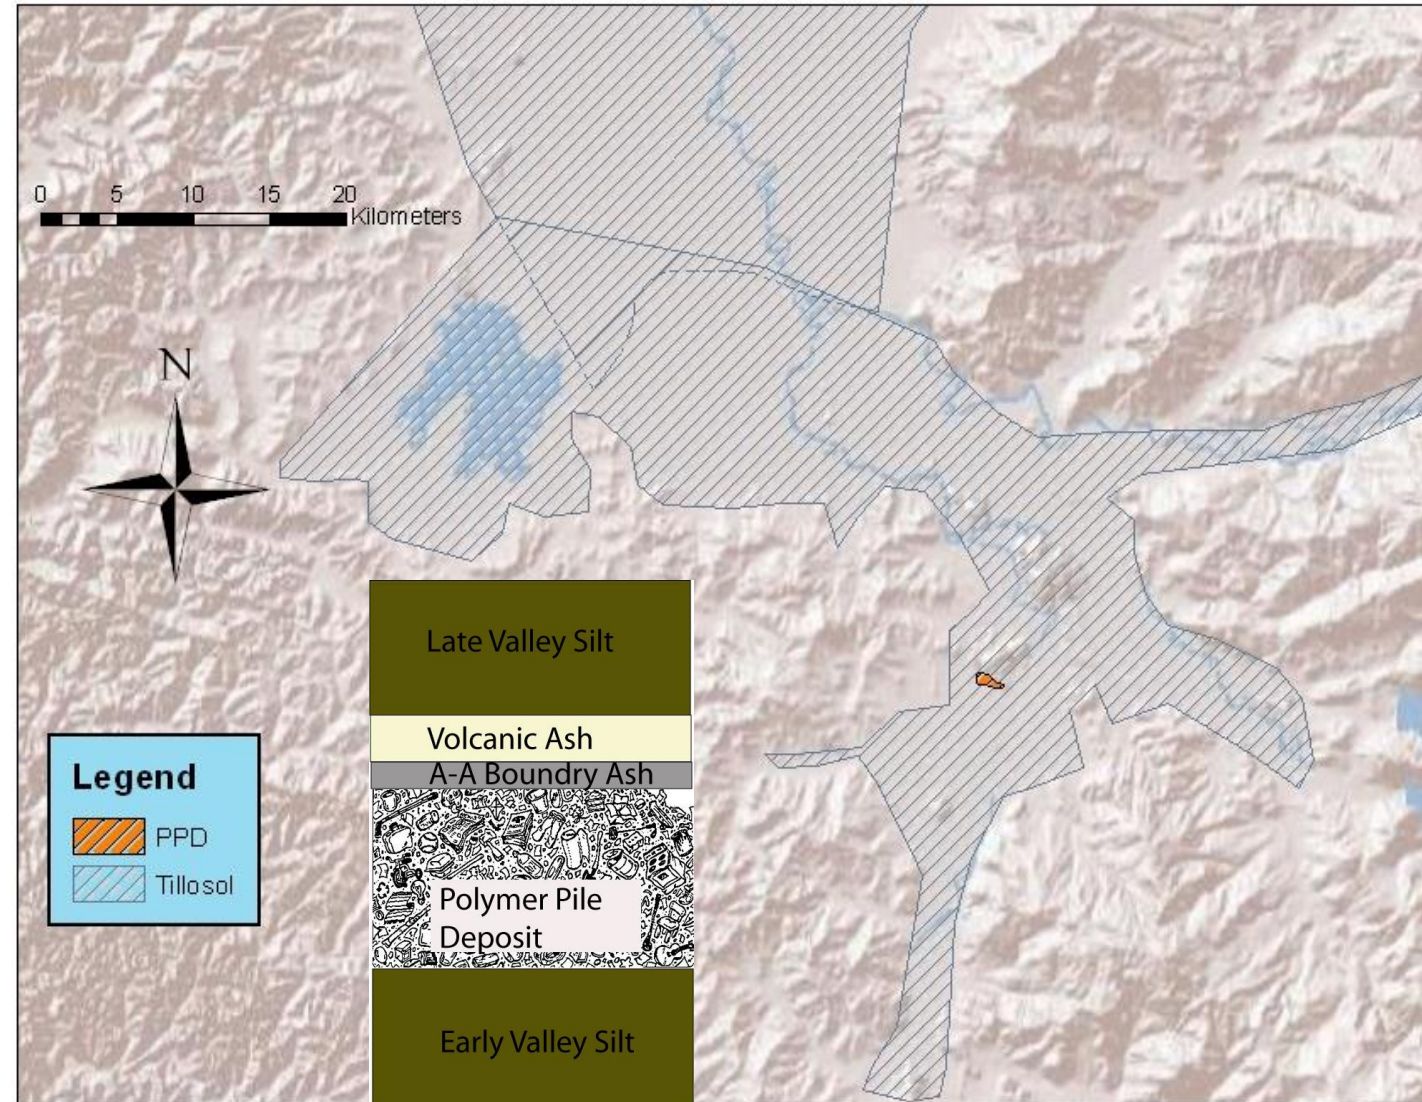 0 5 10 15 20
Kilometers
N
Late Valley Silt
Volcanic Ash
A-A Boundry Ash
Polymer Pile
Deposit
Early Valley Silt
Legend
PPD
Tillosol